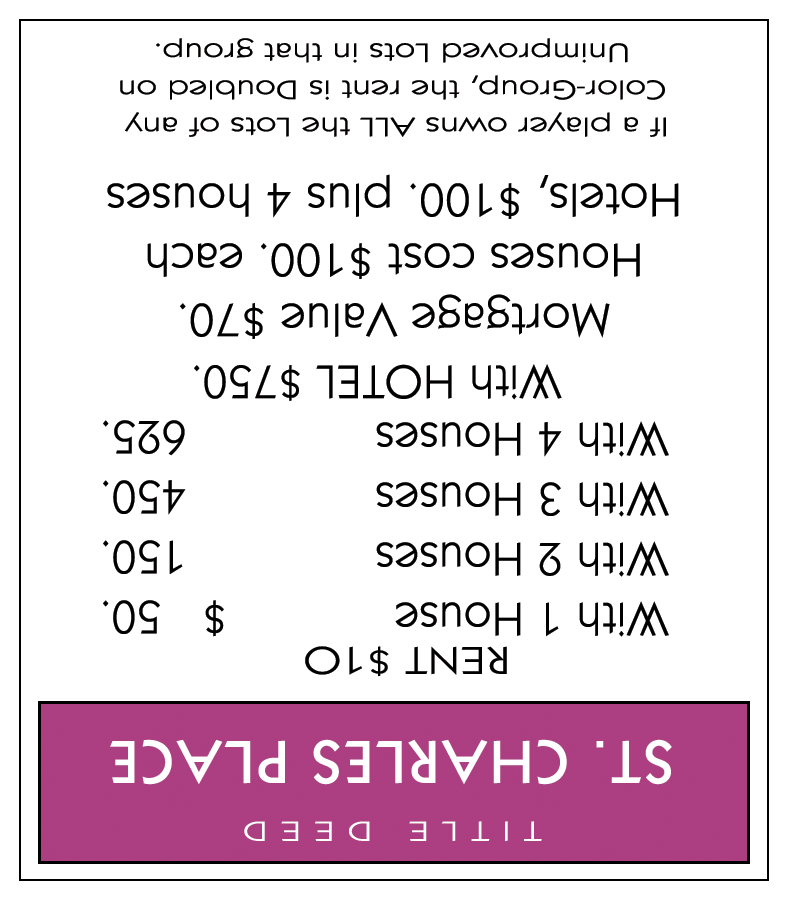 TITLE DEED
ST. CHARLES PLACE
RENT $10
With 1 House $ 50.
With 2 Houses 150.
With 3 Houses 450.
With 4 Houses 625.
With HOTEL $750.
Mortgage Value $70.
Houses cost $100. each
Hotels, $100. plus 4 houses
If a player owns ALL the Lots of any
Color-Group, the rent is Doubled on
Unimproved Lots in that group.